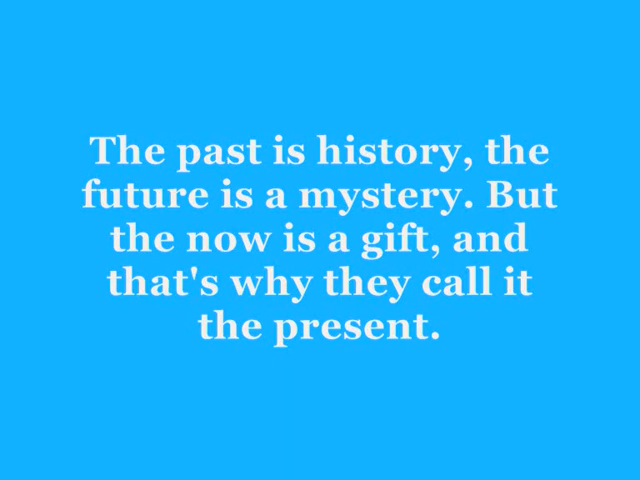 The past is history, the
future is a mystery. But
the now is a gift, and
that's why they call it
the present.